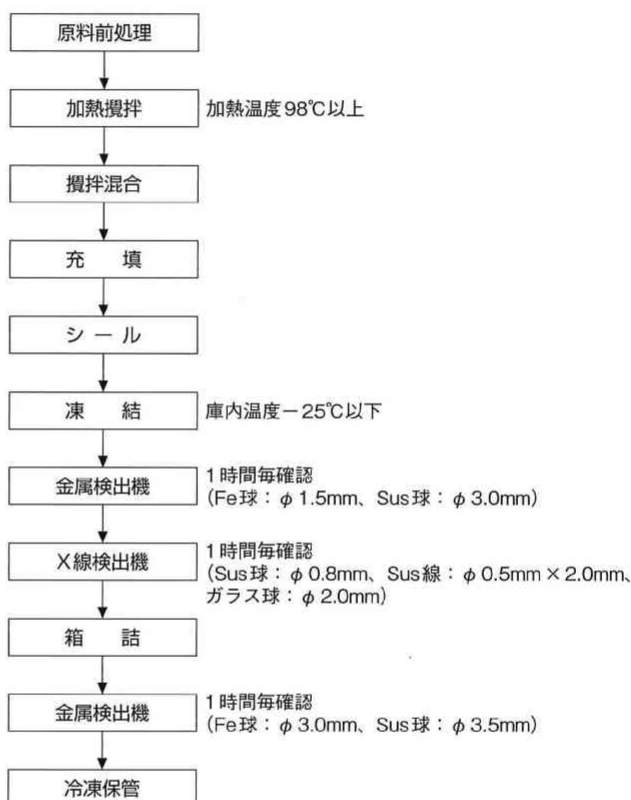 原料前処理
加熱攪拌 加熱温度98℃以上
攪拌混合
充 填
シ ー ル
凍 結 庫内温度−25℃以下
金属検出機 1時間毎確認
(Fe球：φ1.5mm、Sus球：φ3.0mm)
X線検出機 1時間毎確認
(Sus球：φ0.8mm、Sus線：φ0.5mm×2.0mm、
ガラス球：φ2.0mm)
箱 詰
金属検出機 1時間毎確認
(Fe球：φ3.0mm、Sus球：φ3.5mm)
冷凍保管